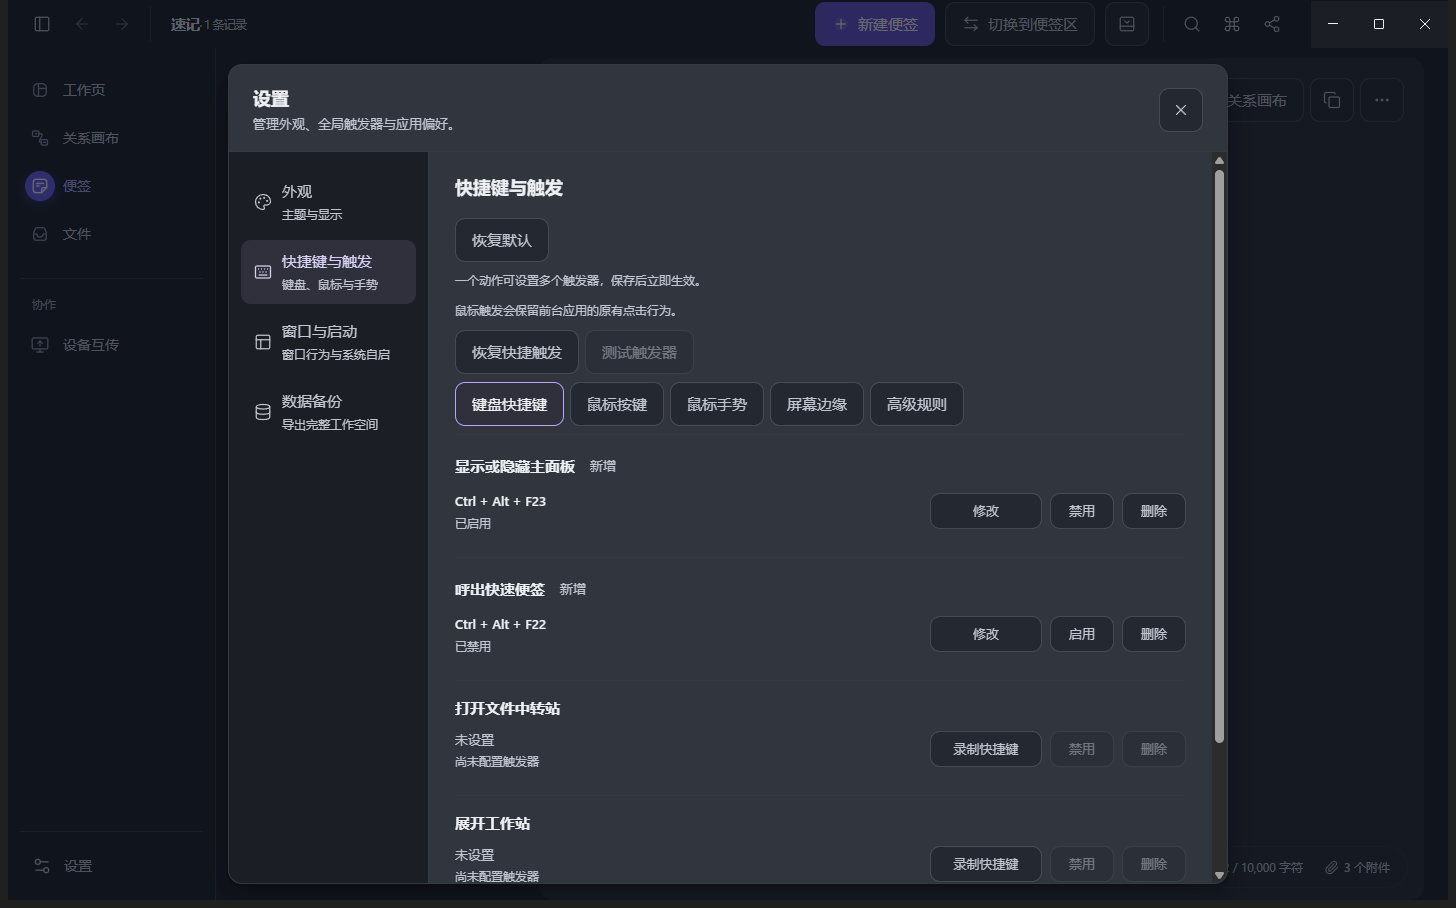 速记·1 条记录
新建便签
切换到便签区
工作页
关系画布
便签
文件
协作
设备互传
设置
关系画布
/ 10,000 字符
3 个附件
设置
管理外观、全局触发器与应用偏好。
外观
主题与显示
快捷键与触发
键盘、鼠标与手势
窗口与启动
窗口行为与系统自启
数据备份
导出完整工作空间
快捷键与触发
恢复默认
一个动作可设置多个触发器，保存后立即生效。
鼠标触发会保留前台应用的原有点击行为。
恢复快捷触发
测试触发器
键盘快捷键
鼠标按键
鼠标手势
屏幕边缘
高级规则
显示或隐藏主面板 新增
Ctrl + Alt + F23
已启用
修改
禁用
删除
呼出快速便签 新增
Ctrl + Alt + F22
已禁用
修改
启用
删除
打开文件中转站
未设置
尚未配置触发器
录制快捷键
禁用
删除
展开工作站
未设置
尚未配置触发器
录制快捷键
禁用
删除